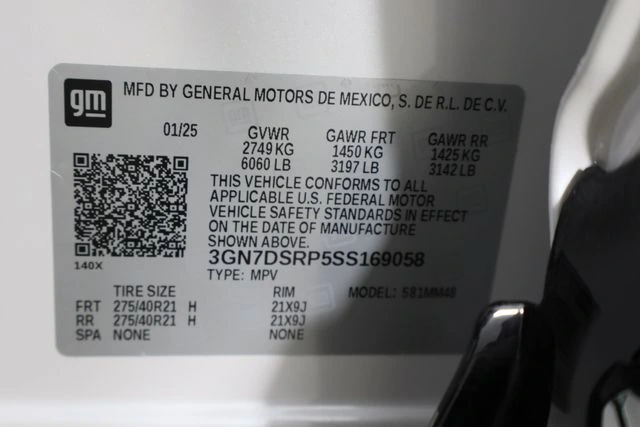 gm
MFD BY GENERAL MOTORS DE MEXICO, S. DE R.L. DE C.V.
01/25 GVWR GAWR FRT GAWR RR
2749 KG 1450 KG 1425 KG
6060 LB 3197 LB 3142 LB
THIS VEHICLE CONFORMS TO ALL
APPLICABLE U.S. FEDERAL MOTOR
VEHICLE SAFETY STANDARDS IN EFFECT
ON THE DATE OF MANUFACTURE
SHOWN ABOVE.
140X
3GN7DSRP5SS169058
TYPE: MPV
TIRE SIZE RIM MODEL: 581MM48
FRT 275/40R21 H 21X9J
RR 275/40R21 H 21X9J
SPA NONE NONE